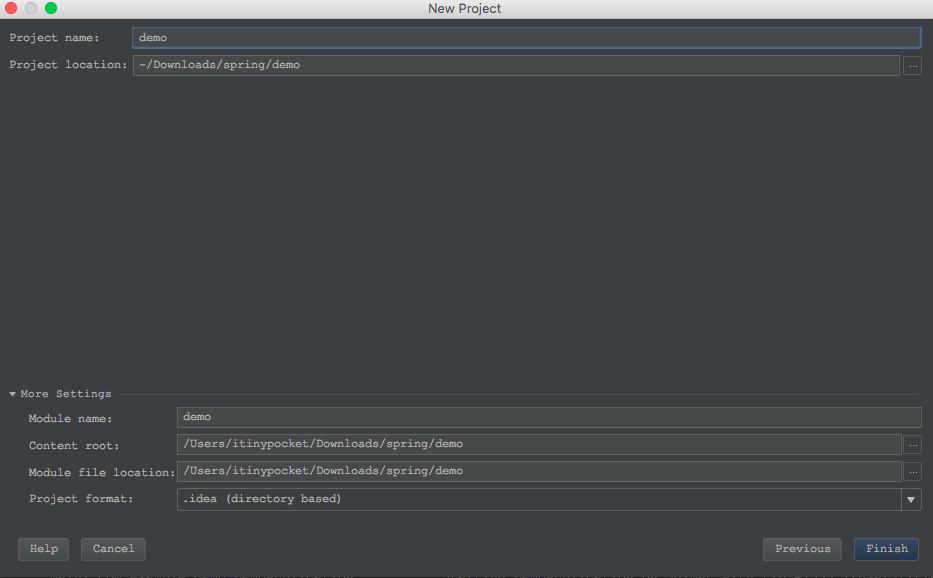 New Project
Project name: demo
Project location: ~/Downloads/spring/demo ...
More Settings
Module name: demo
Content root: /Users/itinypocket/Downloads/spring/demo ...
Module file location: /Users/itinypocket/Downloads/spring/demo ...
Project format: .idea (directory based)
Help Cancel Previous Finish